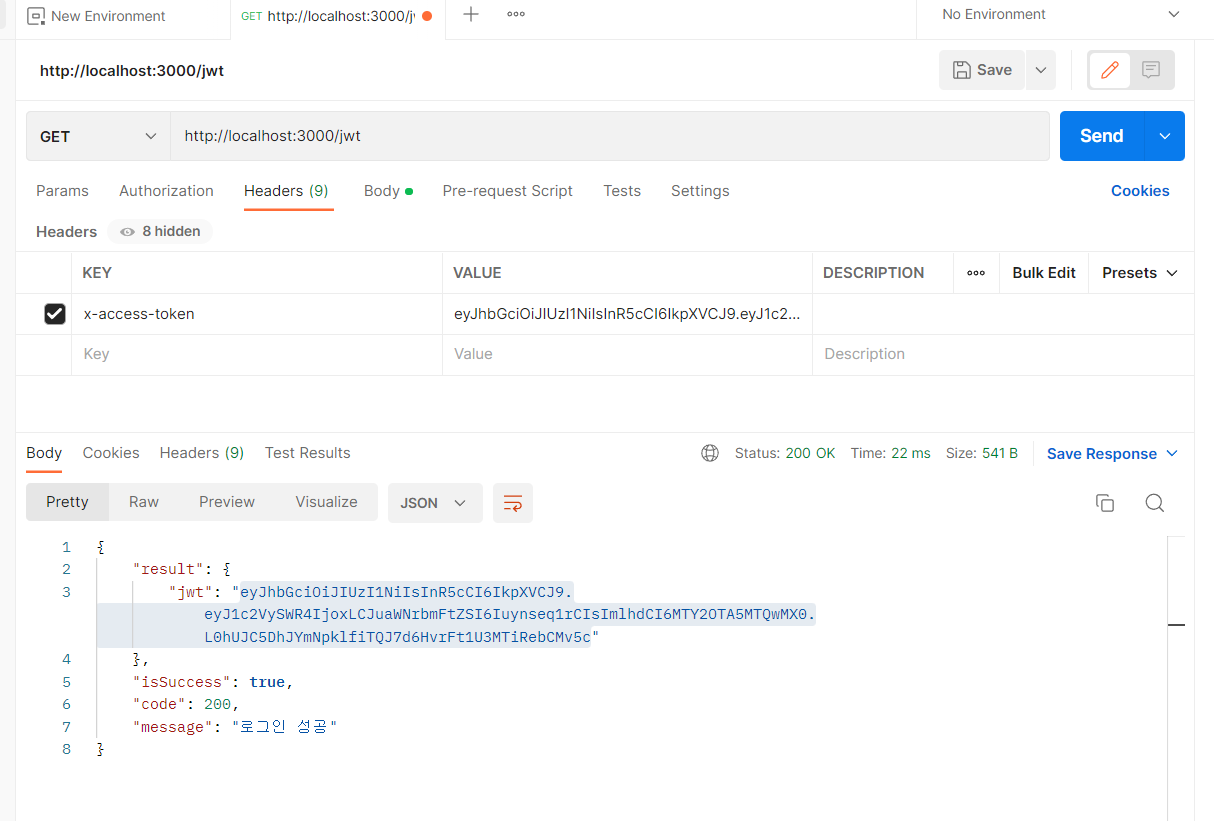 New Environment
GET http://localhost:3000/jv
No Environment
http://localhost:3000/jwt
Save
GET
http://localhost:3000/jwt
Send
Params Authorization Headers (9) Body Pre-request Script Tests Settings Cookies
Headers 8 hidden
KEY VALUE DESCRIPTION ooo Bulk Edit Presets
x-access-token eyJhbGciOiJIUzI1NiIsInR5cCI6IkpXVCJ9.eyJ1c2...
Key Value Description
Body Cookies Headers (9) Test Results Status: 200 OK Time: 22 ms Size: 541 B Save Response
Pretty Raw Preview Visualize JSON
1 {
2 "result": {
3 "jwt": "eyJhbGciOiJIUzI1NiIsInR5cCI6IkpXVCJ9.
eyJ1c2VySWR4IjoxLCJuaWNrbmFtZSI6Iuynseq1rCIsImlhdCI6MTY2OTA5MTQwMX0.
L0hUJC5DhJYmNpklfiTQJ7d6HvrFt1U3MTiRebCMv5c"
4 },
5 "isSuccess": true,
6 "code": 200,
7 "message": "로그인 성공"
8 }